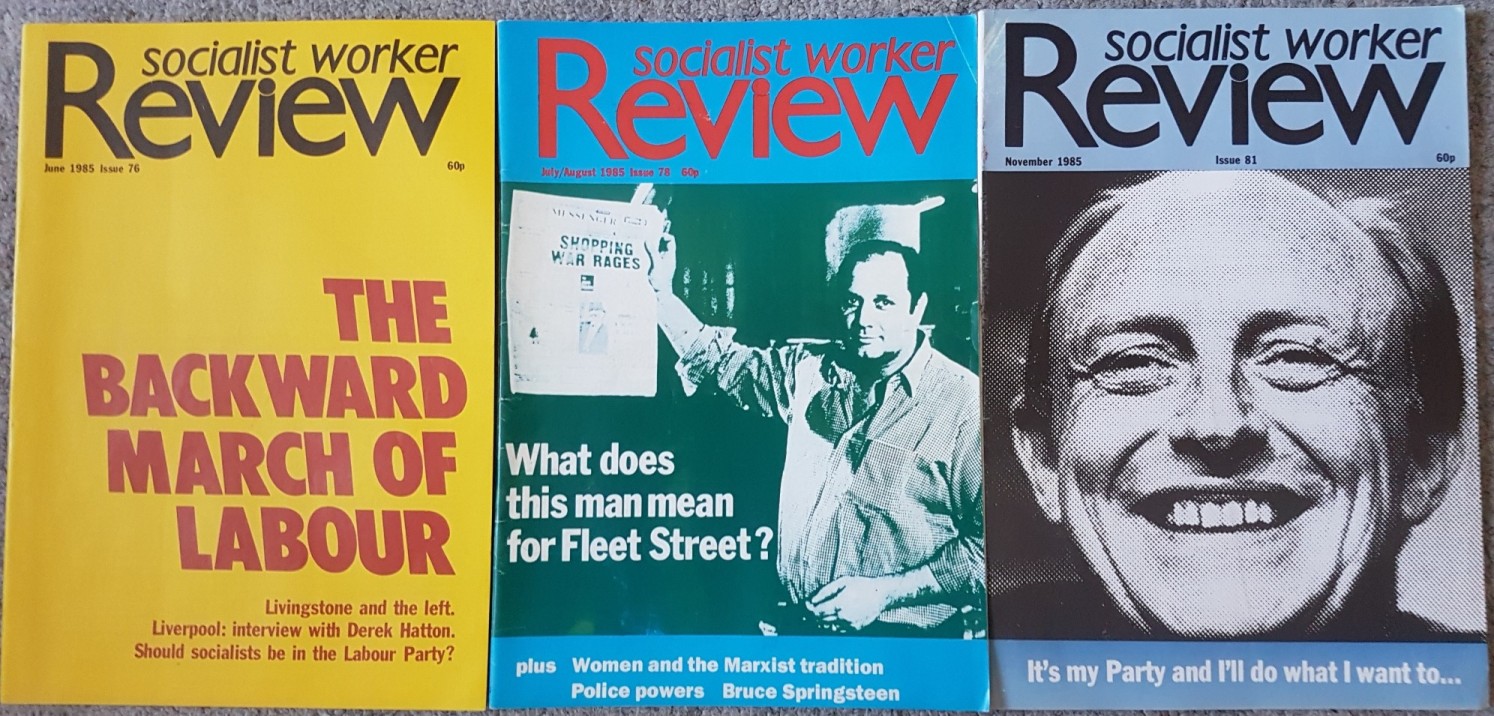 socialist worker
Review
June 1985 Issue 76 60p
THE
BACKWARD
MARCH OF
LABOUR
Livingstone and the left.
Liverpool: interview with Derek Hatton.
Should socialists be in the Labour Party?
socialist worker
Review
July/August 1985 Issue 78 60p
MESSENGER
SHOPPING
WAR RAGES
What does
this man mean
for Fleet Street?
plus Women and the Marxist tradition
Police powers Bruce Springsteen
socialist worker
Review
November 1985 Issue 81 60p
It's my Party and I'll do what I want to...